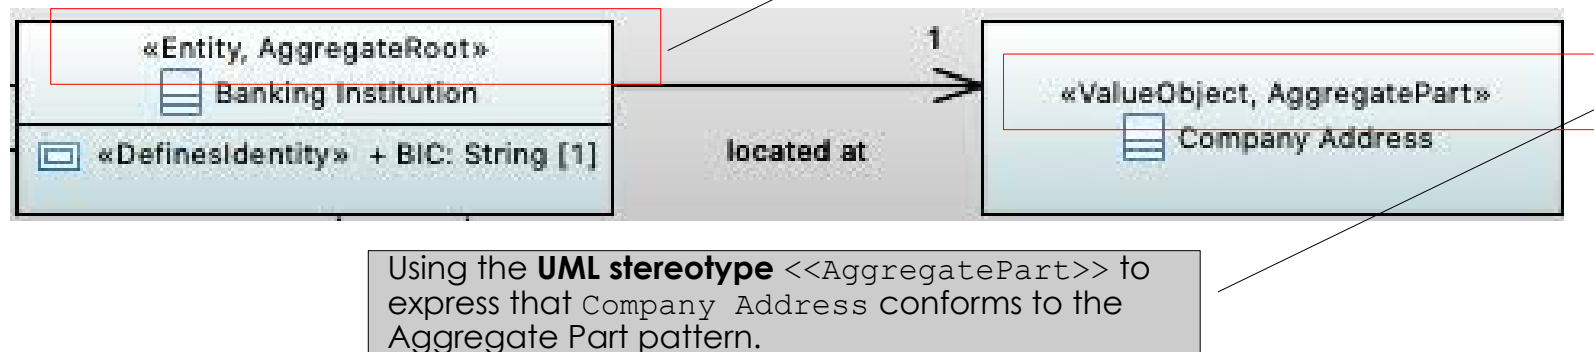 «Entity, AggregateRoot»
Banking Institution
«DefinesIdentity» + BIC: String [1]
1
located at
«ValueObject, AggregatePart»
Company Address
Using the UML stereotype <<AggregatePart>> to
express that Company Address conforms to the
Aggregate Part pattern.